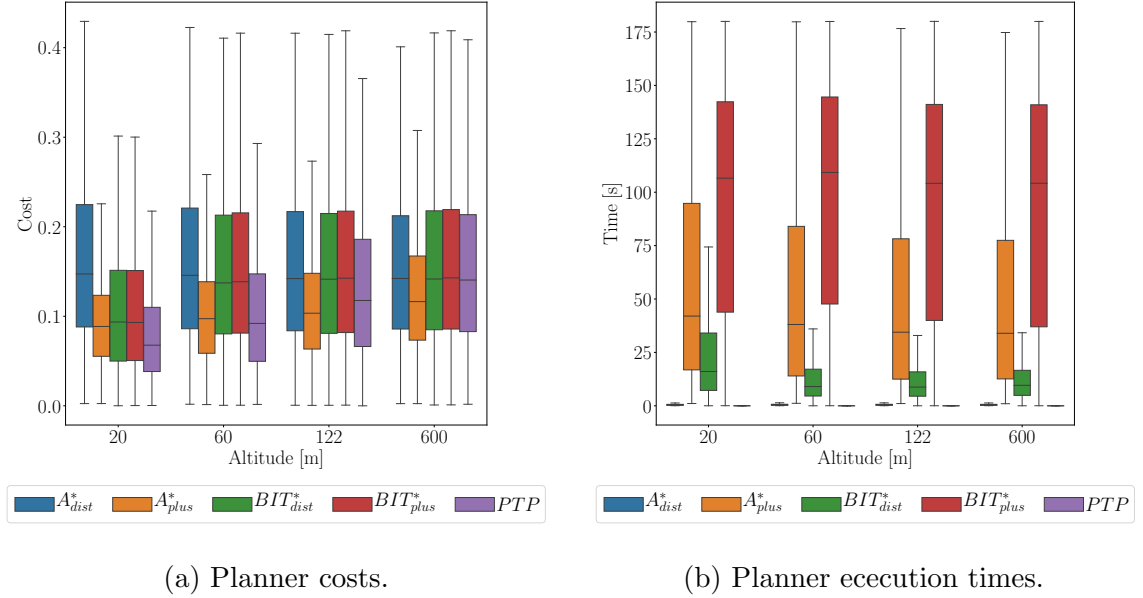 0.4
0.3
0.2
0.1
0.0
Cost
20 60 122 600
Altitude [m]
A*dist A*plus BIT*dist BIT*plus PTP
(a) Planner costs.
175
150
125
100
75
50
25
0
Time [s]
20 60 122 600
Altitude [m]
A*dist A*plus BIT*dist BIT*plus PTP
(b) Planner ececution times.